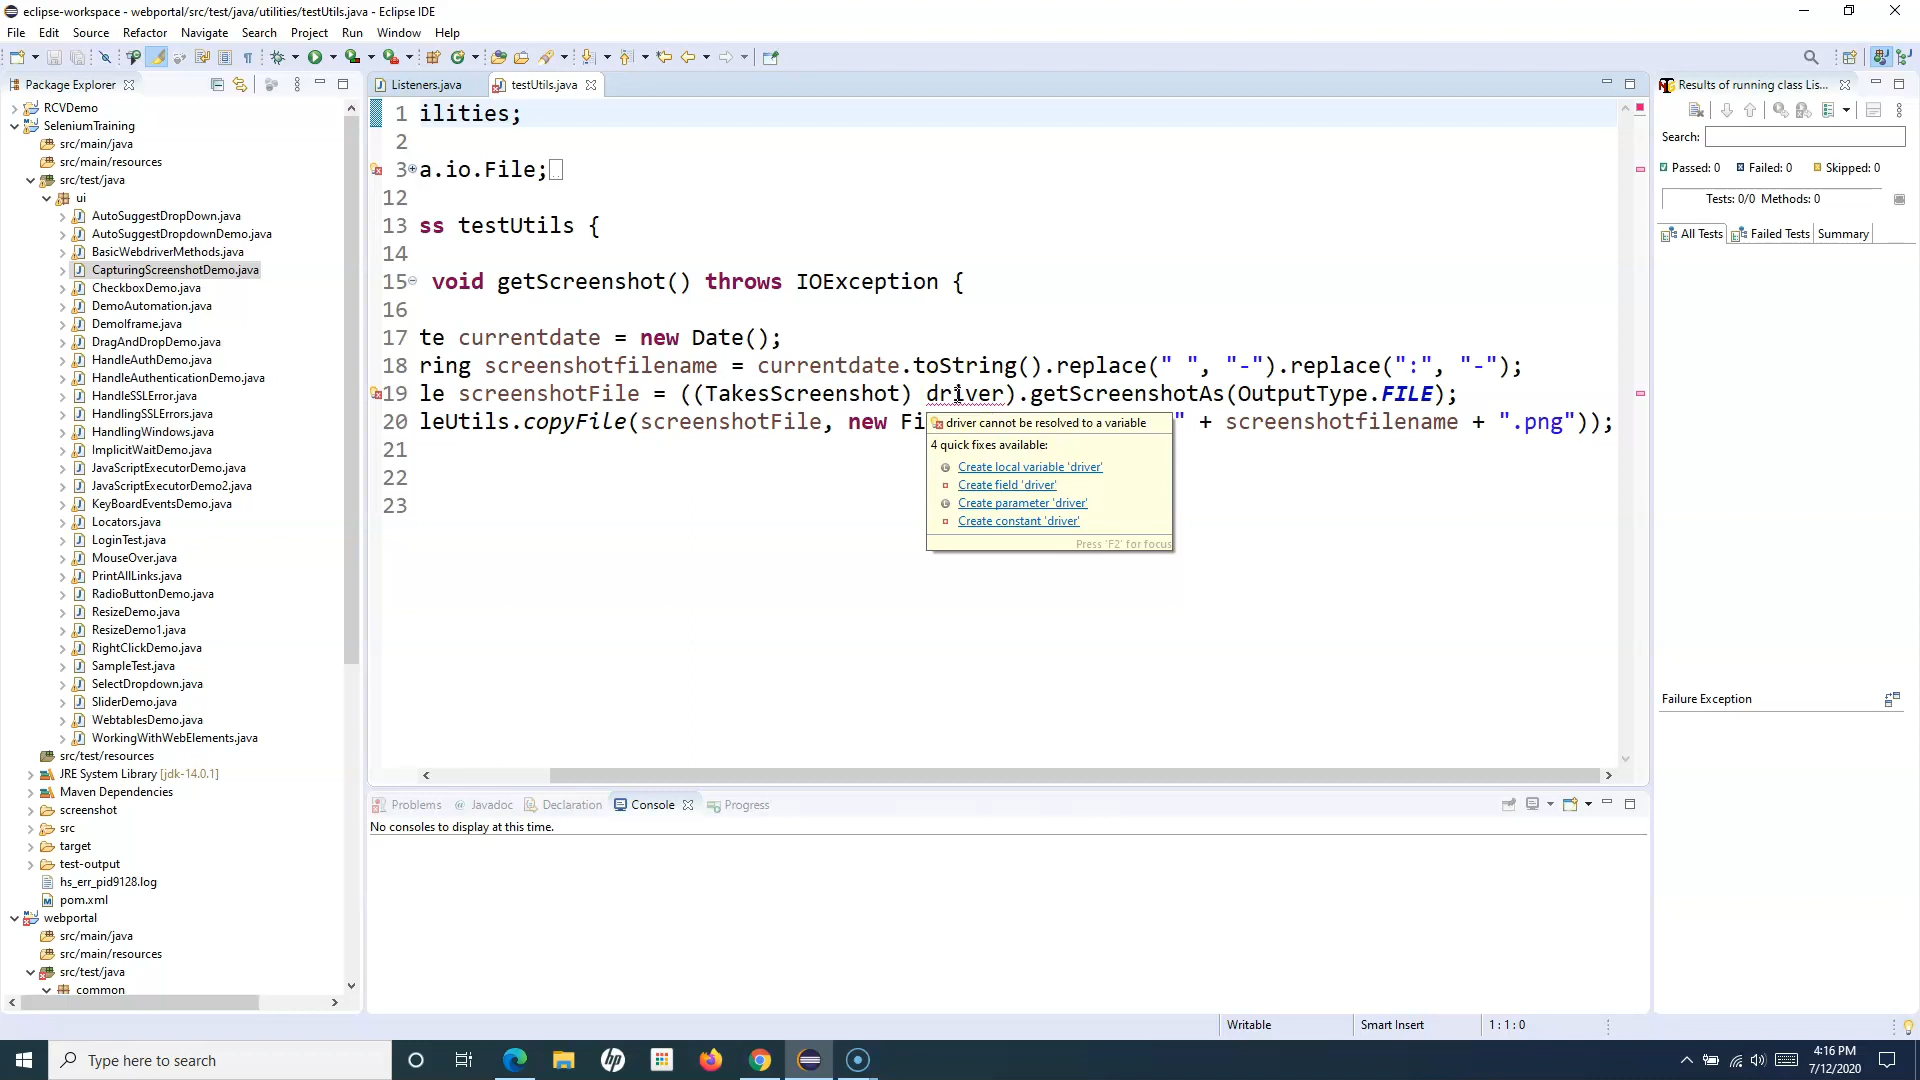 eclipse-workspace - webportal/src/test/java/utilities/testUtils.java - Eclipse IDE
File Edit Source Refactor Navigate Search Project Run Window Help
Package Explorer
RCVDemo
SeleniumTraining
src/main/java
src/main/resources
src/test/java
ui
AutoSuggestDropDown.java
AutoSuggestDropdownDemo.java
BasicWebdriverMethods.java
CapturingScreenshotDemo.java
CheckboxDemo.java
DemoAutomation.java
DemoIframe.java
DragAndDropDemo.java
HandleAuthDemo.java
HandleAuthenticationDemo.java
HandleSSLError.java
HandlingSSLErrors.java
HandlingWindows.java
ImplicitWaitDemo.java
JavaScriptExecutorDemo.java
JavaScriptExecutorDemo2.java
KeyBoardEventsDemo.java
Locators.java
LoginTest.java
MouseOver.java
PrintAllLinks.java
RadioButtonDemo.java
ResizeDemo.java
ResizeDemo1.java
RightClickDemo.java
SampleTest.java
SelectDropdown.java
SliderDemo.java
WebtablesDemo.java
WorkingWithWebElements.java
src/test/resources
JRE System Library [jdk-14.0.1]
Maven Dependencies
screenshot
src
target
test-output
hs_err_pid9128.log
pom.xml
webportal
src/main/java
src/main/resources
src/test/java
common
Listeners.java testUtils.java
1 ilities;
2
3 a.io.File;
12
13 ss testUtils {
14
15 void getScreenshot() throws IOException {
16
17 te currentdate = new Date();
18 ring screenshotfilename = currentdate.toString().replace(" ", "-").replace(":", "-");
19 le screenshotFile = ((TakesScreenshot) driver).getScreenshotAs(OutputType.FILE);
20 leUtils.copyFile(screenshotFile, new Fi " + screenshotfilename + ".png"));
21
22
23
driver cannot be resolved to a variable
4 quick fixes available:
Create local variable 'driver'
Create field 'driver'
Create parameter 'driver'
Create constant 'driver'
Press 'F2' for focus
Problems @ Javadoc Declaration Console Progress
No consoles to display at this time.
Results of running class Lis...
Search:
Passed: 0 Failed: 0 Skipped: 0
Tests: 0/0 Methods: 0
All Tests Failed Tests Summary
Failure Exception
Writable Smart Insert 1 : 1 : 0
Type here to search
hp
4:16 PM
7/12/2020